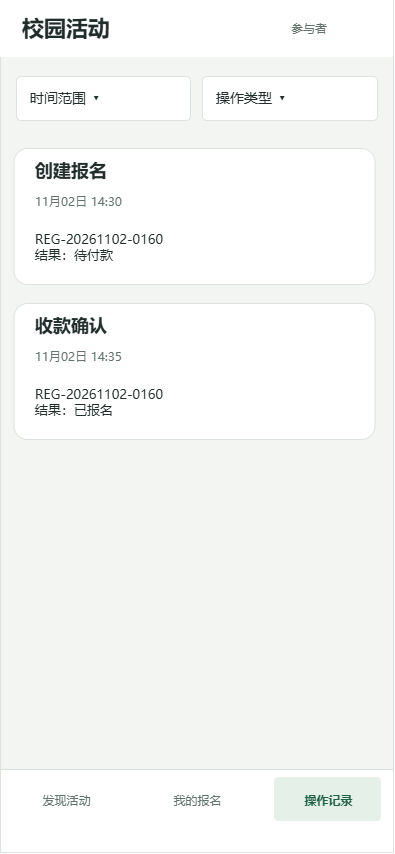 校园活动
参与者
时间范围 ▾
操作类型 ▾
创建报名
11月02日 14:30
REG-20261102-0160
结果：待付款
收款确认
11月02日 14:35
REG-20261102-0160
结果：已报名
发现活动
我的报名
操作记录